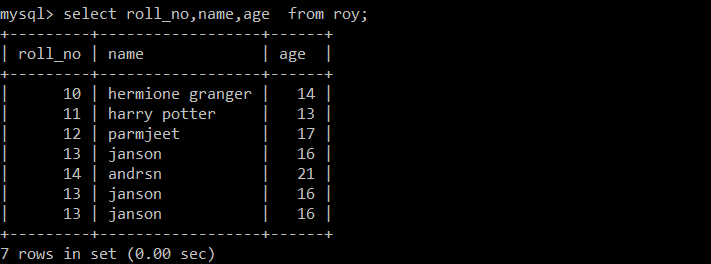 mysql> select roll_no,name,age  from roy;
+---------+------------------+------+
| roll_no | name             | age  |
+---------+------------------+------+
|      10 | hermione granger |   14 |
|      11 | harry potter     |   13 |
|      12 | parmjeet         |   17 |
|      13 | janson           |   16 |
|      14 | andrsn           |   21 |
|      13 | janson           |   16 |
|      13 | janson           |   16 |
+---------+------------------+------+
7 rows in set (0.00 sec)